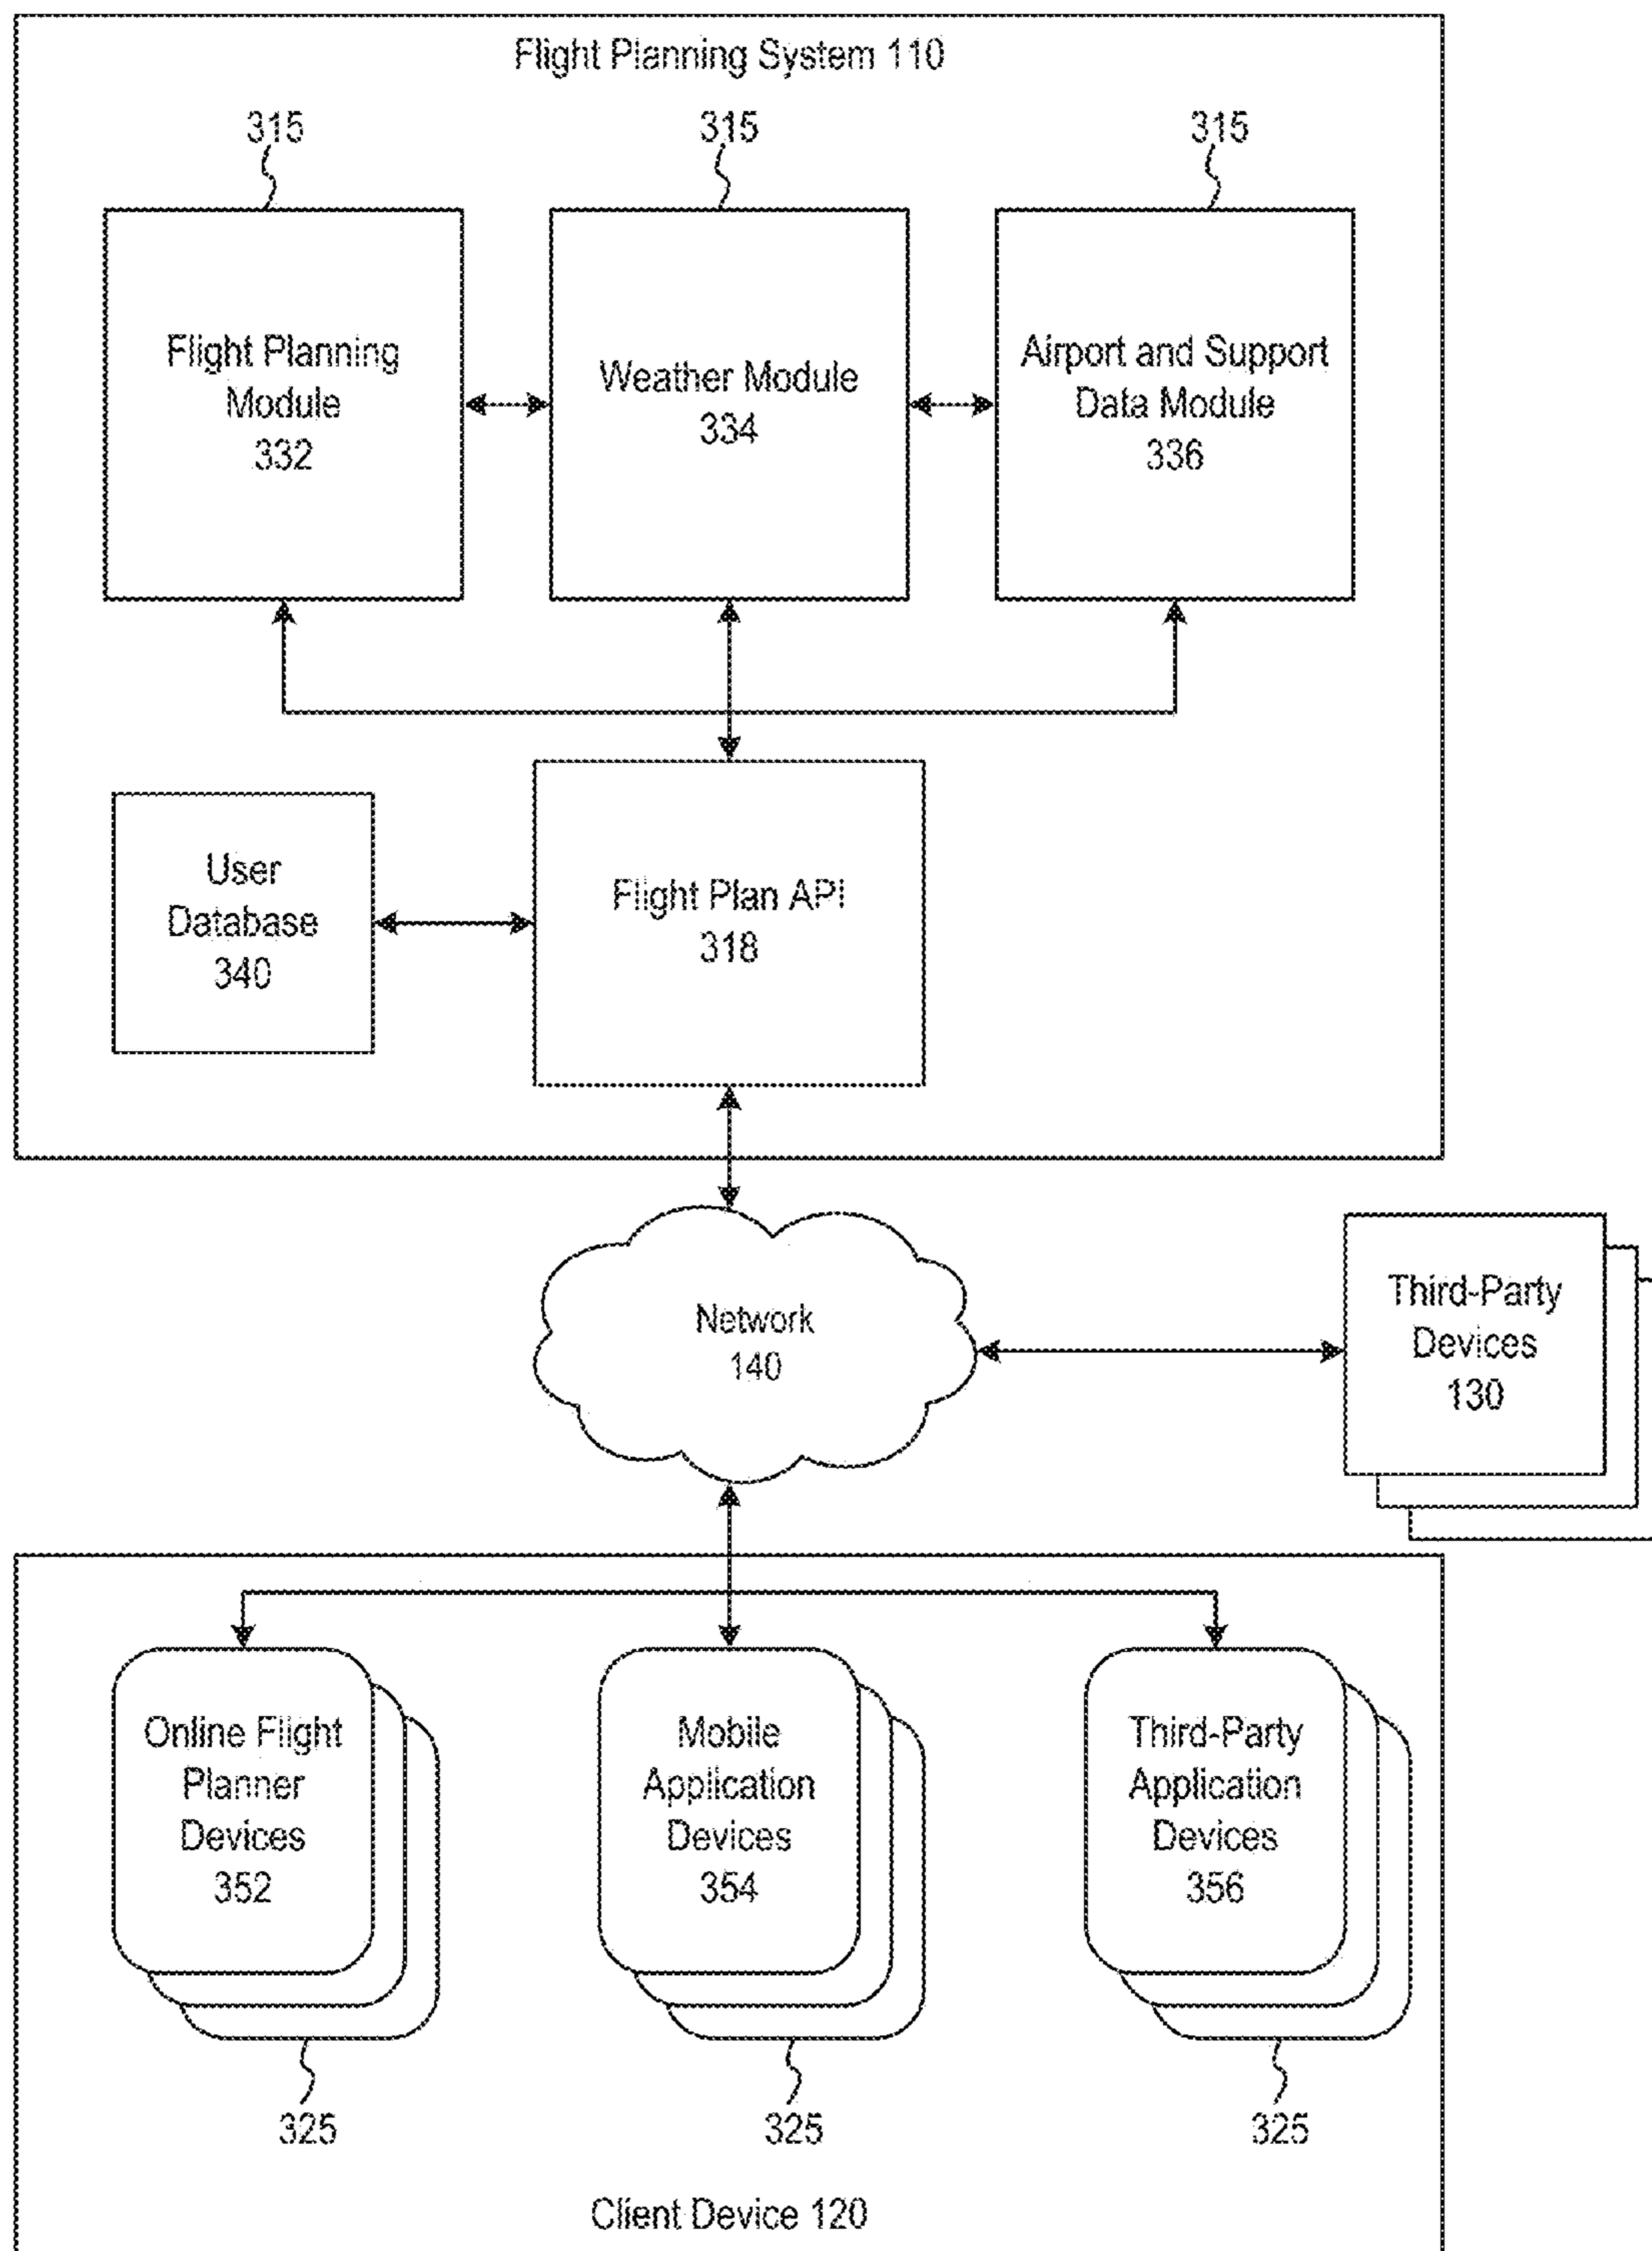 Flight Planning System 110
315
315
315
Flight Planning
Module
332
Weather Module
334
Airport and Support
Data Module
336
User
Database
340
Flight Plan API
318
Network
140
Third-Party
Devices
130
Online Flight
Planner
Devices
352
Mobile
Application
Devices
354
Third-Party
Application
Devices
356
325
325
325
Client Device 120